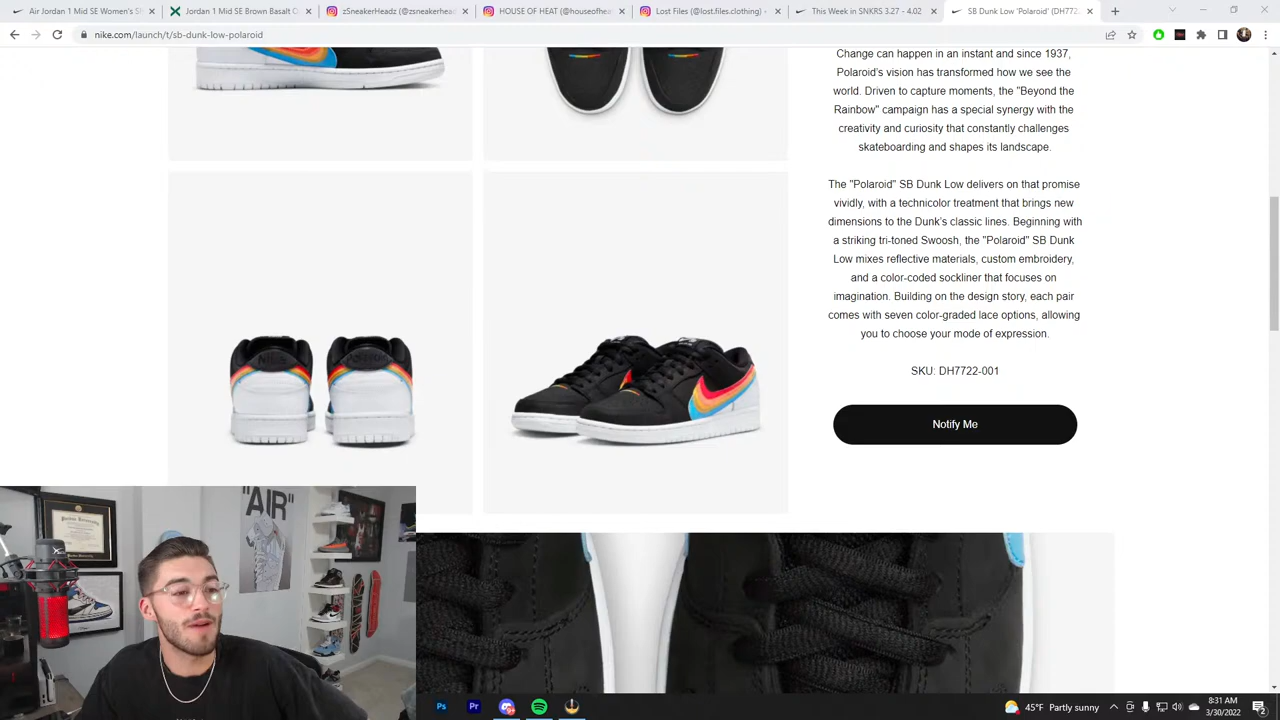 Air Jordan 1 Mid SE Women's Sh
Jordan 1 Mid SE Brown Basalt O
zSneakerHeadz (@zsneakerhead
HOUSE OF HEAT (@houseofhea
Lost Files (@lost.files.clothing) •
This Week in SNKRS 3.27 - 4.02
SB Dunk Low 'Polaroid' (DH772
nike.com/launch/t/sb-dunk-low-polaroid
Change can happen in an instant and since 1937,
Polaroid's vision has transformed how we see the
world. Driven to capture moments, the "Beyond the
Rainbow" campaign has a special synergy with the
creativity and curiosity that constantly challenges
skateboarding and shapes its landscape.
The "Polaroid" SB Dunk Low delivers on that promise
vividly, with a technicolor treatment that brings new
dimensions to the Dunk's classic lines. Beginning with
a striking tri-toned Swoosh, the "Polaroid" SB Dunk
Low mixes reflective materials, custom embroidery,
and a color-coded sockliner that focuses on
imagination. Building on the design story, each pair
comes with seven color-graded lace options, allowing
you to choose your mode of expression.
SKU: DH7722-001
Notify Me
NIKE
"AIR"
Ps
Pr
45°F Partly sunny
8:31 AM
3/30/2022
2